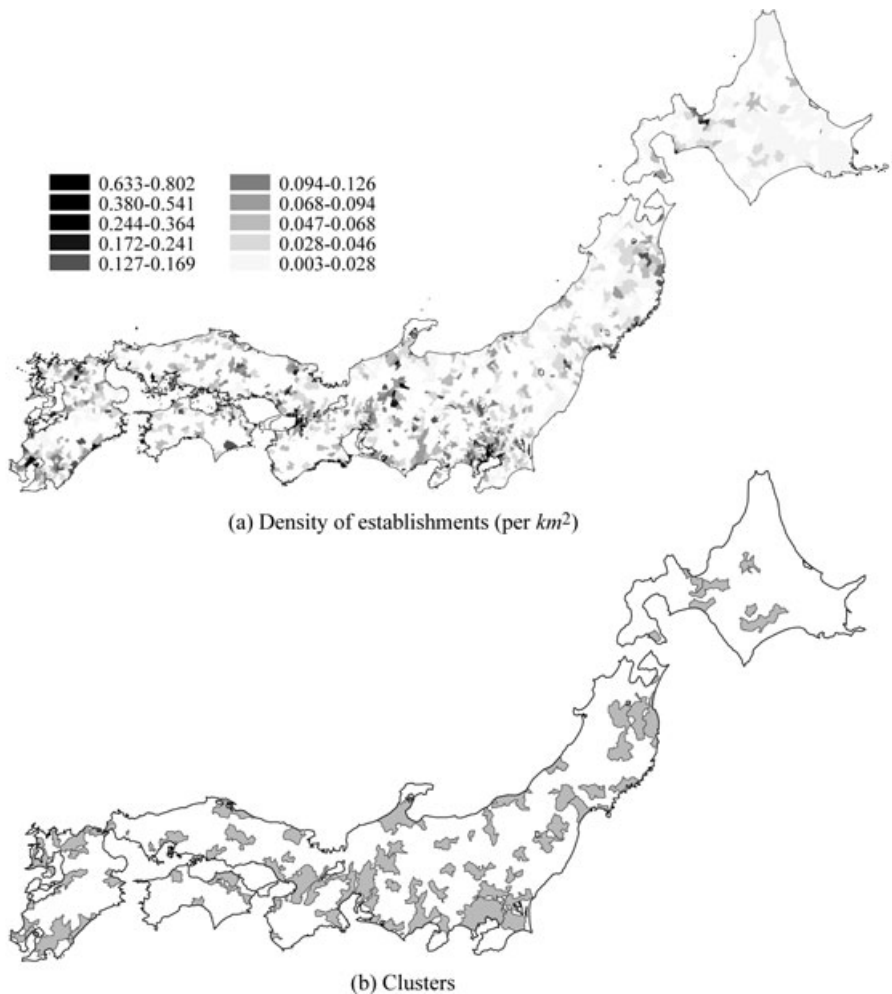 0.633-0.802 0.094-0.126
0.380-0.541 0.068-0.094
0.244-0.364 0.047-0.068
0.172-0.241 0.028-0.046
0.127-0.169 0.003-0.028
(a) Density of establishments (per km²)
(b) Clusters